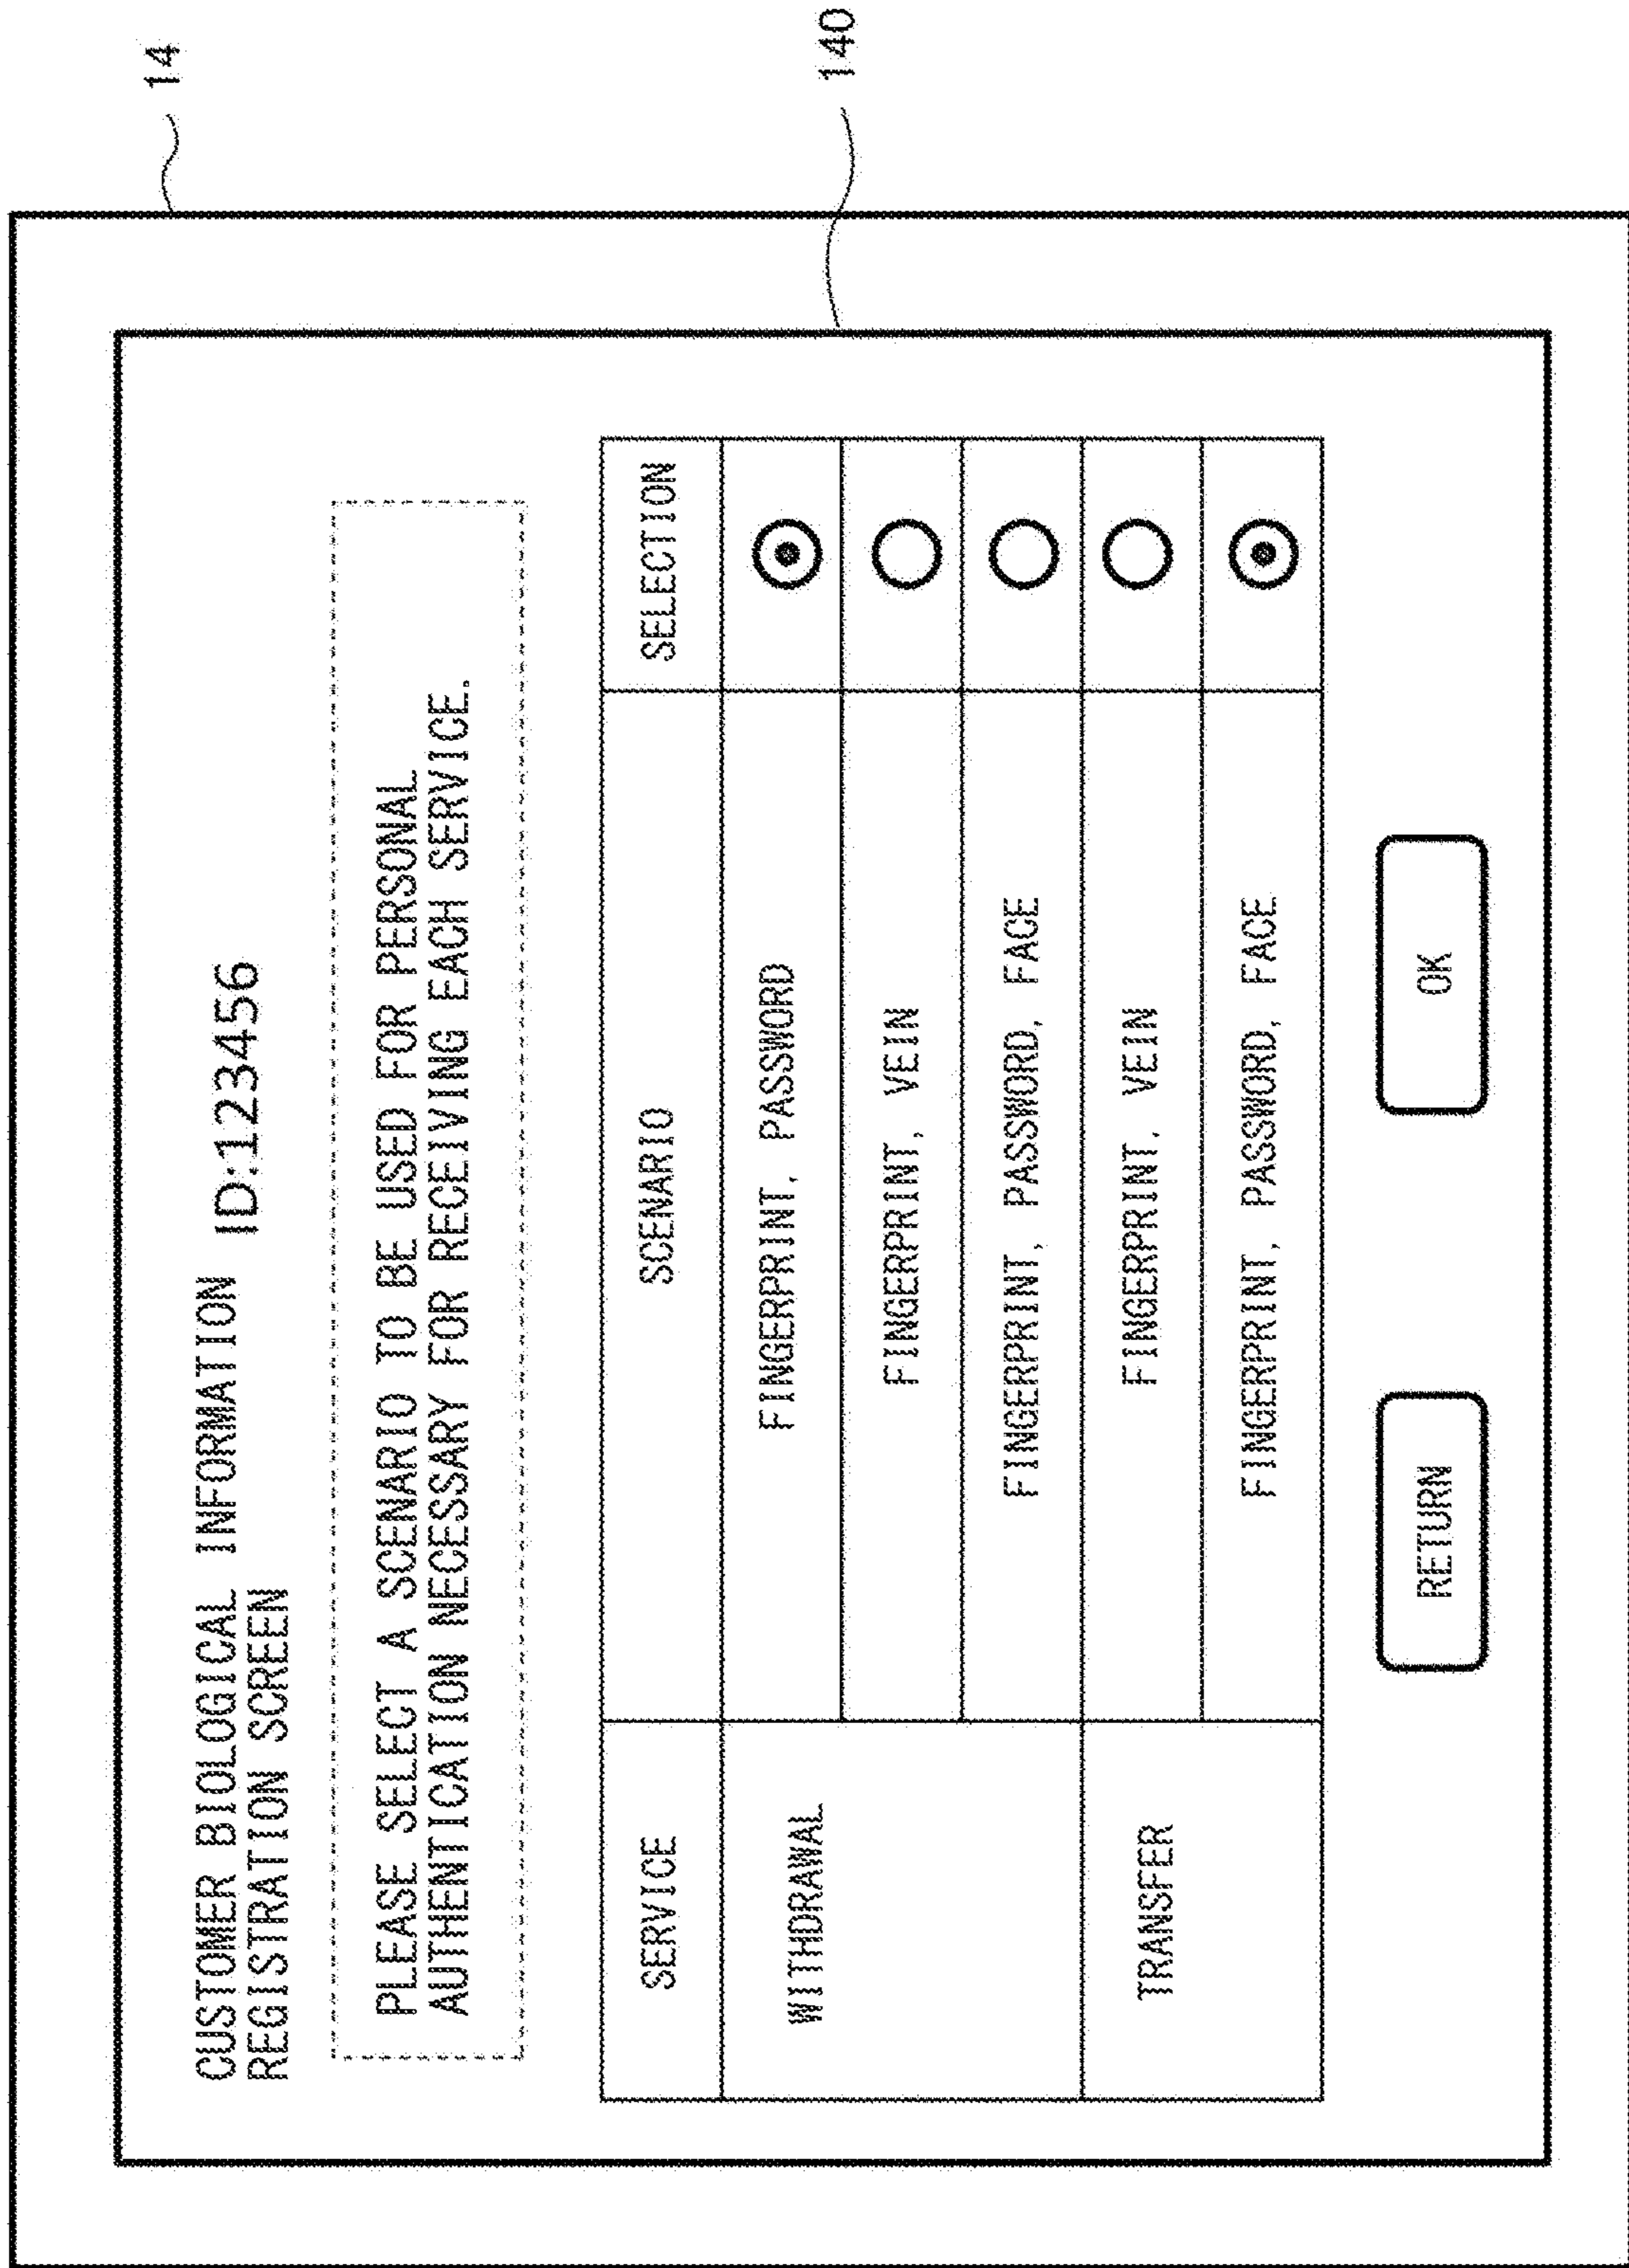 14
140
CUSTOMER BIOLOGICAL INFORMATION ID:123456
REGISTRATION SCREEN
PLEASE SELECT A SCENARIO TO BE USED FOR PERSONAL
AUTHENTICATION NECESSARY FOR RECEIVING EACH SERVICE.
SERVICE SCENARIO SELECTION
WITHDRAWAL FINGERPRINT, PASSWORD
FINGERPRINT, VEIN
FINGERPRINT, PASSWORD, FACE
TRANSFER FINGERPRINT, VEIN
FINGERPRINT, PASSWORD, FACE
RETURN OK